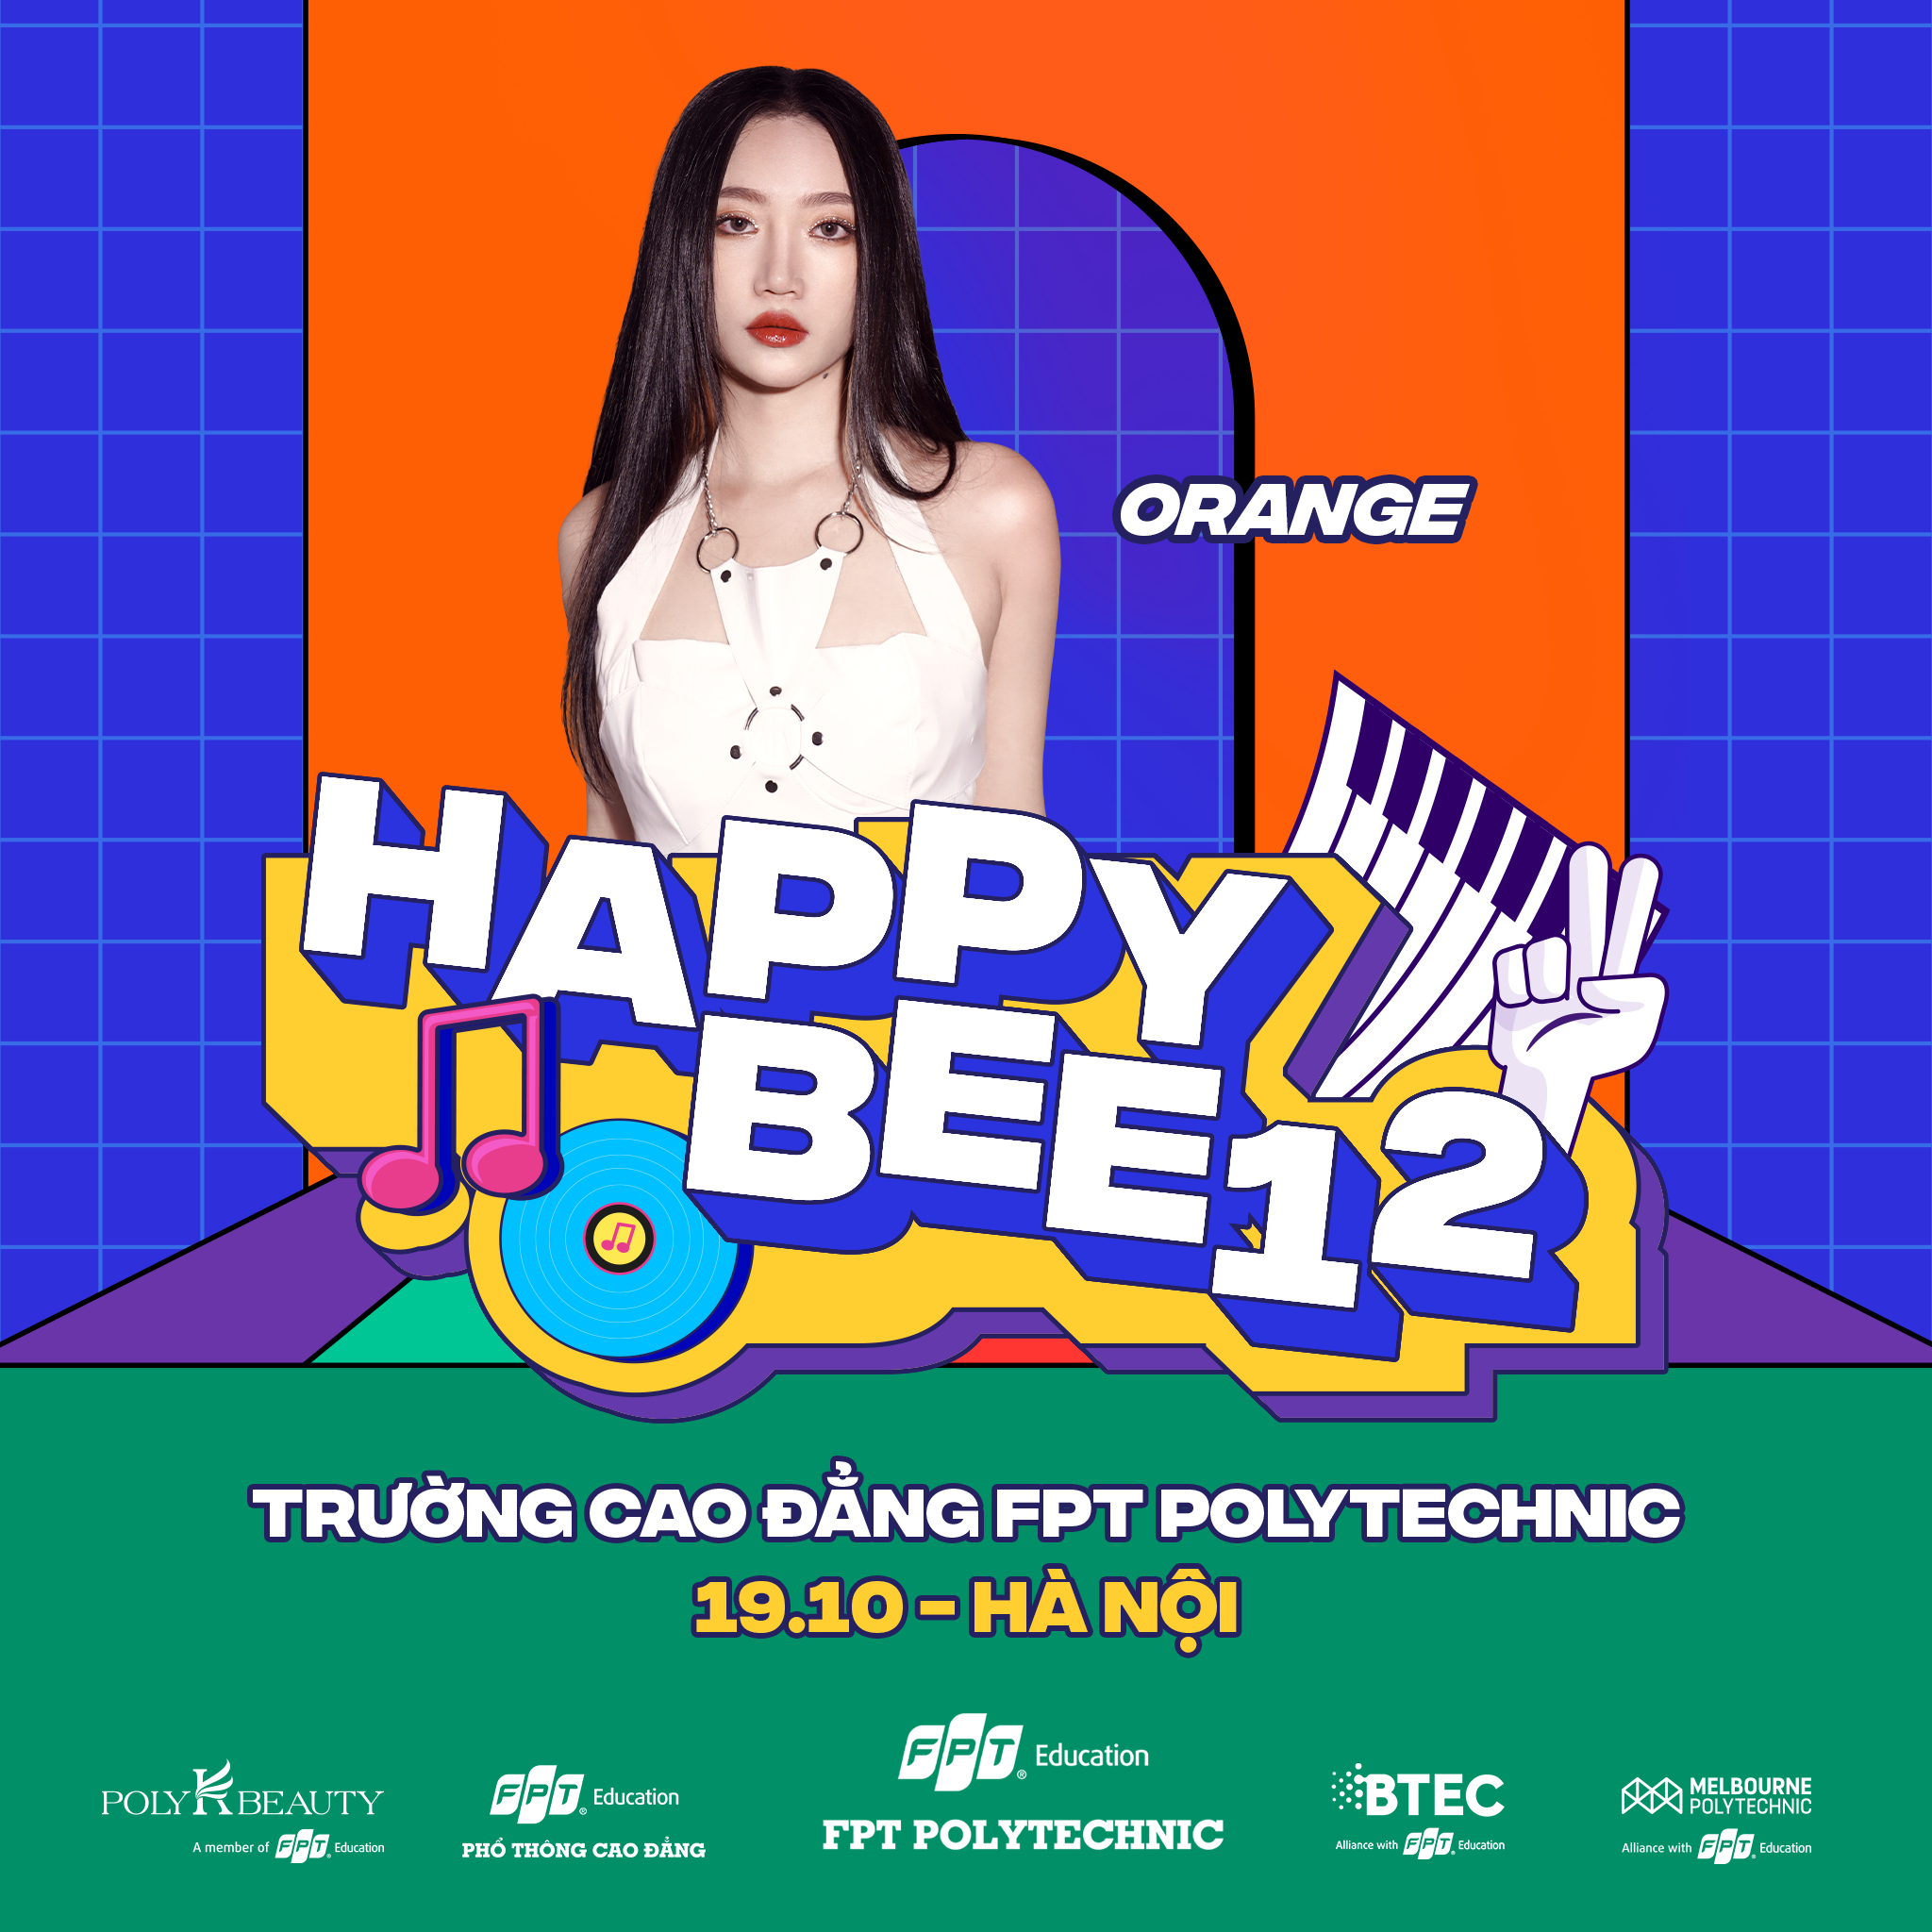 ORANGE
HAPPY
BEE12
TRƯỜNG CAO ĐẲNG FPT POLYTECHNIC
19.10 – HÀ NỘI
POLY K BEAUTY
A member of FPT Education
FPT® Education
PHỔ THÔNG CAO ĐẲNG
FPT® Education
FPT POLYTECHNIC
BTEC
Alliance with FPT® Education
MELBOURNE
POLYTECHNIC
Alliance with FPT® Education